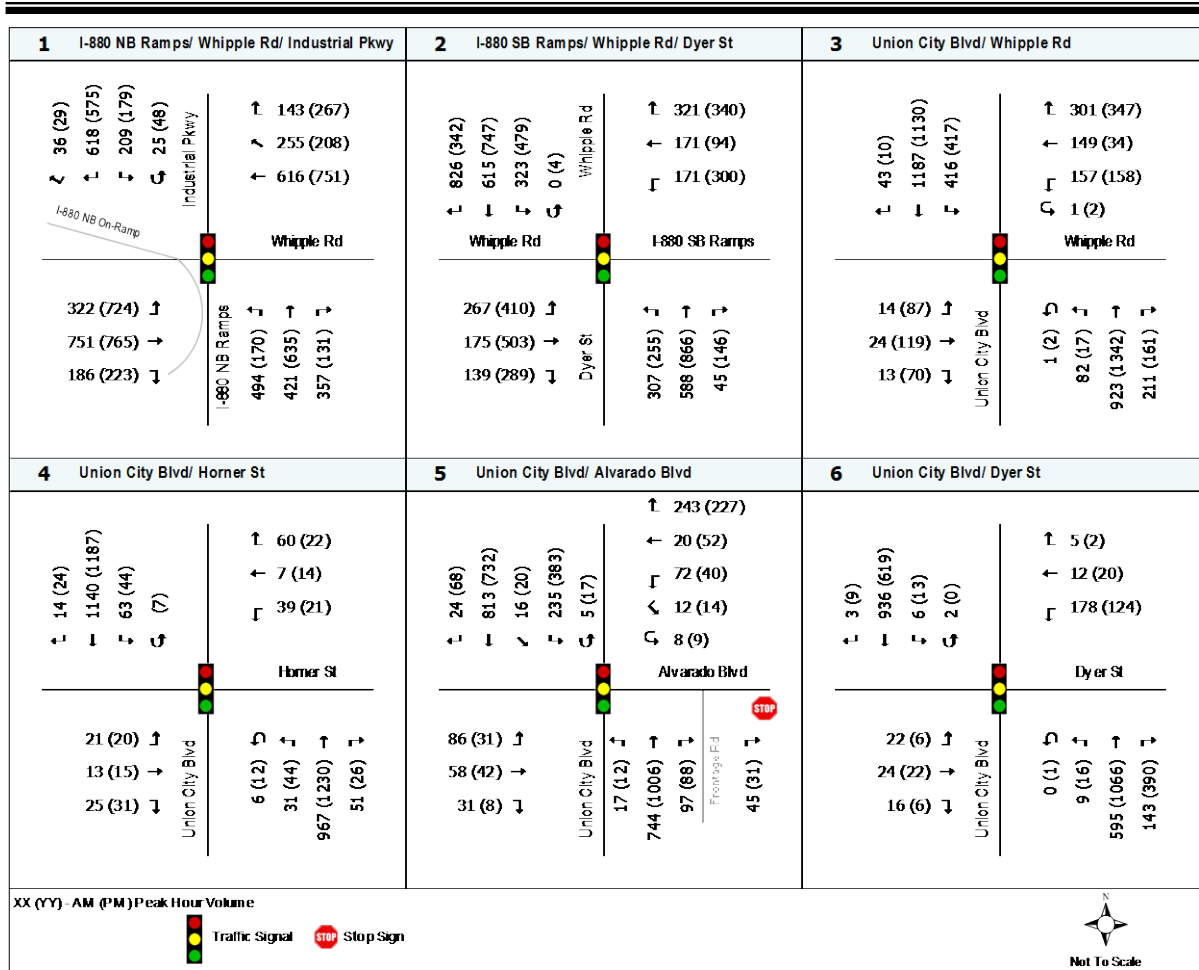 1 I-880 NB Ramps/ Whipple Rd/ Industrial Pkwy
36 (29)
618 (575)
209 (179)
25 (48)
Industrial Pkwy
143 (267)
255 (208)
616 (751)
I-880 NB On-Ramp
Whipple Rd
322 (724)
751 (765)
186 (223)
I-880 NB Ramps
494 (170)
421 (635)
357 (131)
2 I-880 SB Ramps/ Whipple Rd/ Dyer St
826 (342)
615 (747)
323 (479)
0 (4)
Whipple Rd
321 (340)
171 (94)
171 (300)
Whipple Rd
I-880 SB Ramps
267 (410)
175 (503)
139 (289)
Dyer St
307 (255)
588 (866)
45 (146)
3 Union City Blvd/ Whipple Rd
43 (10)
1187 (1130)
416 (417)
301 (347)
149 (34)
157 (158)
1 (2)
Whipple Rd
14 (87)
24 (119)
13 (70)
Union City Blvd
1 (2)
82 (17)
923 (1342)
211 (161)
4 Union City Blvd/ Horner St
14 (24)
1140 (1187)
63 (44)
(7)
60 (22)
7 (14)
39 (21)
Horner St
21 (20)
13 (15)
25 (31)
Union City Blvd
6 (12)
31 (44)
967 (1230)
51 (26)
5 Union City Blvd/ Alvarado Blvd
24 (68)
813 (732)
16 (20)
235 (383)
5 (17)
243 (227)
20 (52)
72 (40)
12 (14)
8 (9)
Alvarado Blvd
STOP
86 (31)
58 (42)
31 (8)
Union City Blvd
17 (12)
744 (1006)
97 (88)
Frontage Rd
45 (31)
6 Union City Blvd/ Dyer St
3 (9)
936 (619)
6 (13)
2 (0)
5 (2)
12 (20)
178 (124)
Dyer St
22 (6)
24 (22)
16 (6)
Union City Blvd
0 (1)
9 (16)
595 (1066)
143 (390)
XX (YY) - AM (PM) Peak Hour Volume
Traffic Signal
STOP Stop Sign
N
Not To Scale